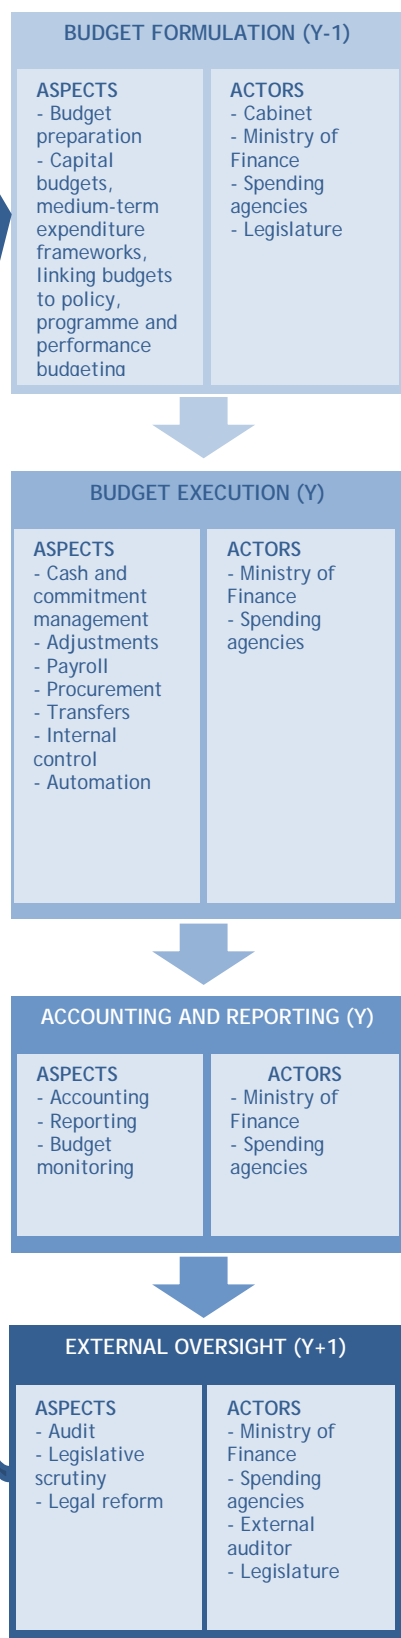 BUDGET FORMULATION (Y-1)
ASPECTS
- Budget
preparation
- Capital
budgets,
medium-term
expenditure
frameworks,
linking budgets
to policy,
programme and
performance
budgeting
ACTORS
- Cabinet
- Ministry of
Finance
- Spending
agencies
- Legislature
BUDGET EXECUTION (Y)
ASPECTS
- Cash and
commitment
management
- Adjustments
- Payroll
- Procurement
- Transfers
- Internal
control
- Automation
ACTORS
- Ministry of
Finance
- Spending
agencies
ACCOUNTING AND REPORTING (Y)
ASPECTS
- Accounting
- Reporting
- Budget
monitoring
ACTORS
- Ministry of
Finance
- Spending
agencies
EXTERNAL OVERSIGHT (Y+1)
ASPECTS
- Audit
- Legislative
scrutiny
- Legal reform
ACTORS
- Ministry of
Finance
- Spending
agencies
- External
auditor
- Legislature